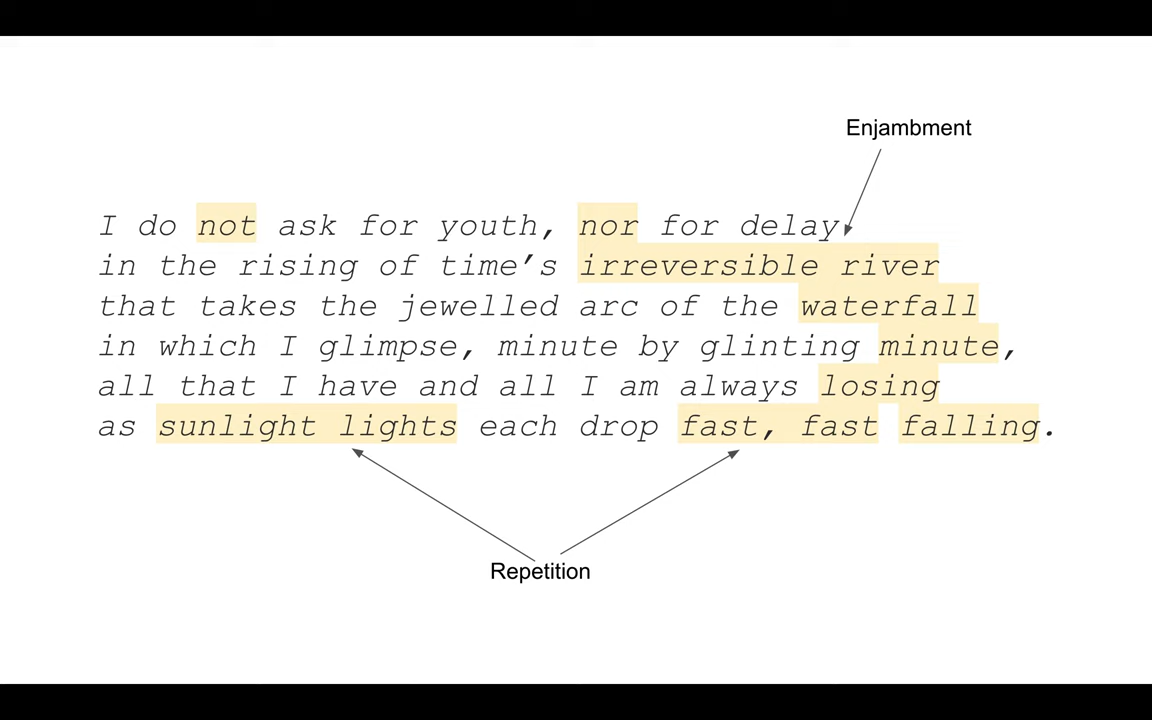 Enjambment
I do not ask for youth, nor for delay
in the rising of time’s irreversible river
that takes the jewelled arc of the waterfall
in which I glimpse, minute by glinting minute,
all that I have and all I am always losing
as sunlight lights each drop fast, fast falling.
Repetition